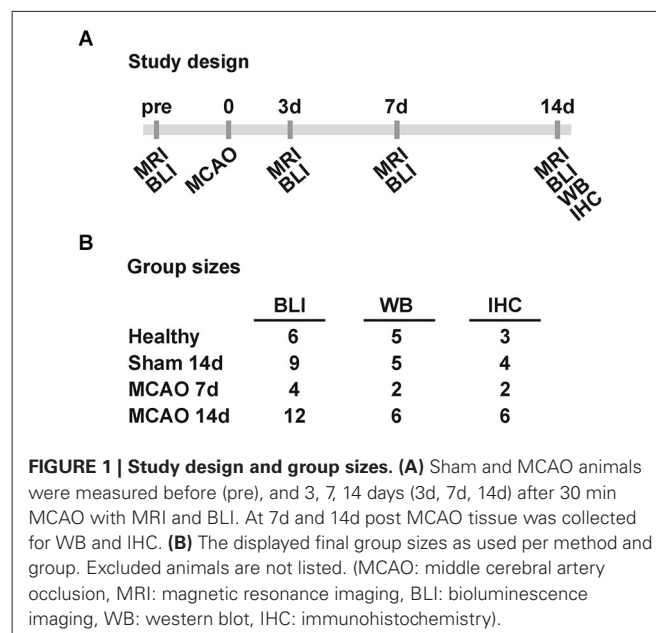 A
Study design
pre 0 3d 7d 14d
MRI
BLI
MCAO
MRI
BLI
MRI
BLI
MRI
BLI
WB
IHC
B
Group sizes
BLI WB IHC
Healthy 6 5 3
Sham 14d 9 5 4
MCAO 7d 4 2 2
MCAO 14d 12 6 6
FIGURE 1 | Study design and group sizes. (A) Sham and MCAO animals
were measured before (pre), and 3, 7, 14 days (3d, 7d, 14d) after 30 min
MCAO with MRI and BLI. At 7d and 14d post MCAO tissue was collected
for WB and IHC. (B) The displayed final group sizes as used per method and
group. Excluded animals are not listed. (MCAO: middle cerebral artery
occlusion, MRI: magnetic resonance imaging, BLI: bioluminescence
imaging, WB: western blot, IHC: immunohistochemistry).